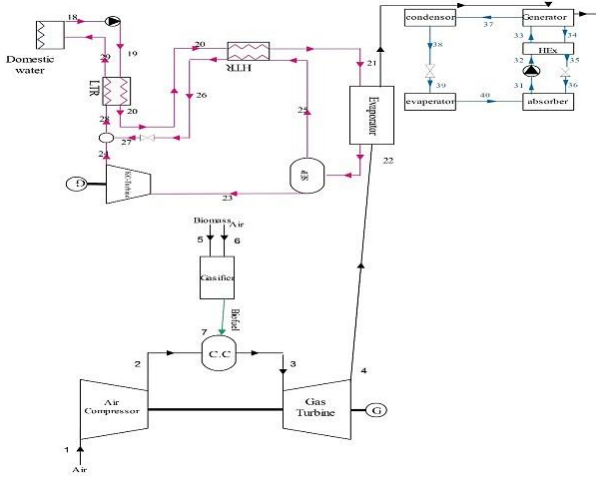 18
19
Domestic
water
29
LTR
20
28
27
24
G
20
HTR
26
25
21
Evaporator
22
23
condensor
Generator
37
33
34
HEx
38
32
35
39
31
36
evaperator
40
absorber
Biomass
Air
5
6
Gasifier
Biofuel
7
C.C
2
3
4
Air
Compressor
Gas
Turbine
G
1
Air